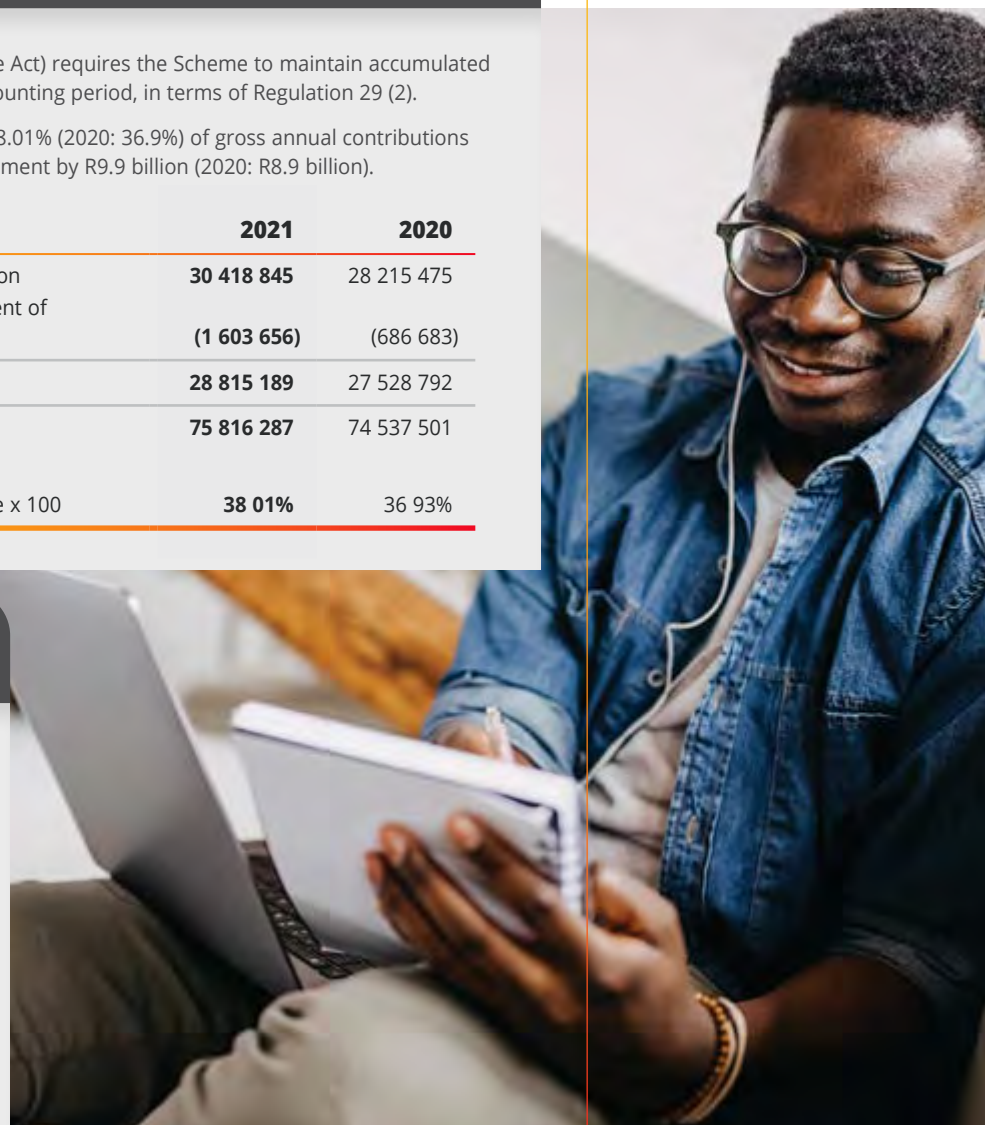 Act) requires the Scheme to maintain accumulated
ounting period, in terms of Regulation 29 (2).
8.01% (2020: 36.9%) of gross annual contributions
ment by R9.9 billion (2020: R8.9 billion).
2021 2020
on 30 418 845 28 215 475
ent of
(1 603 656) (686 683)
28 815 189 27 528 792
75 816 287 74 537 501
e x 100 38 01% 36 93%